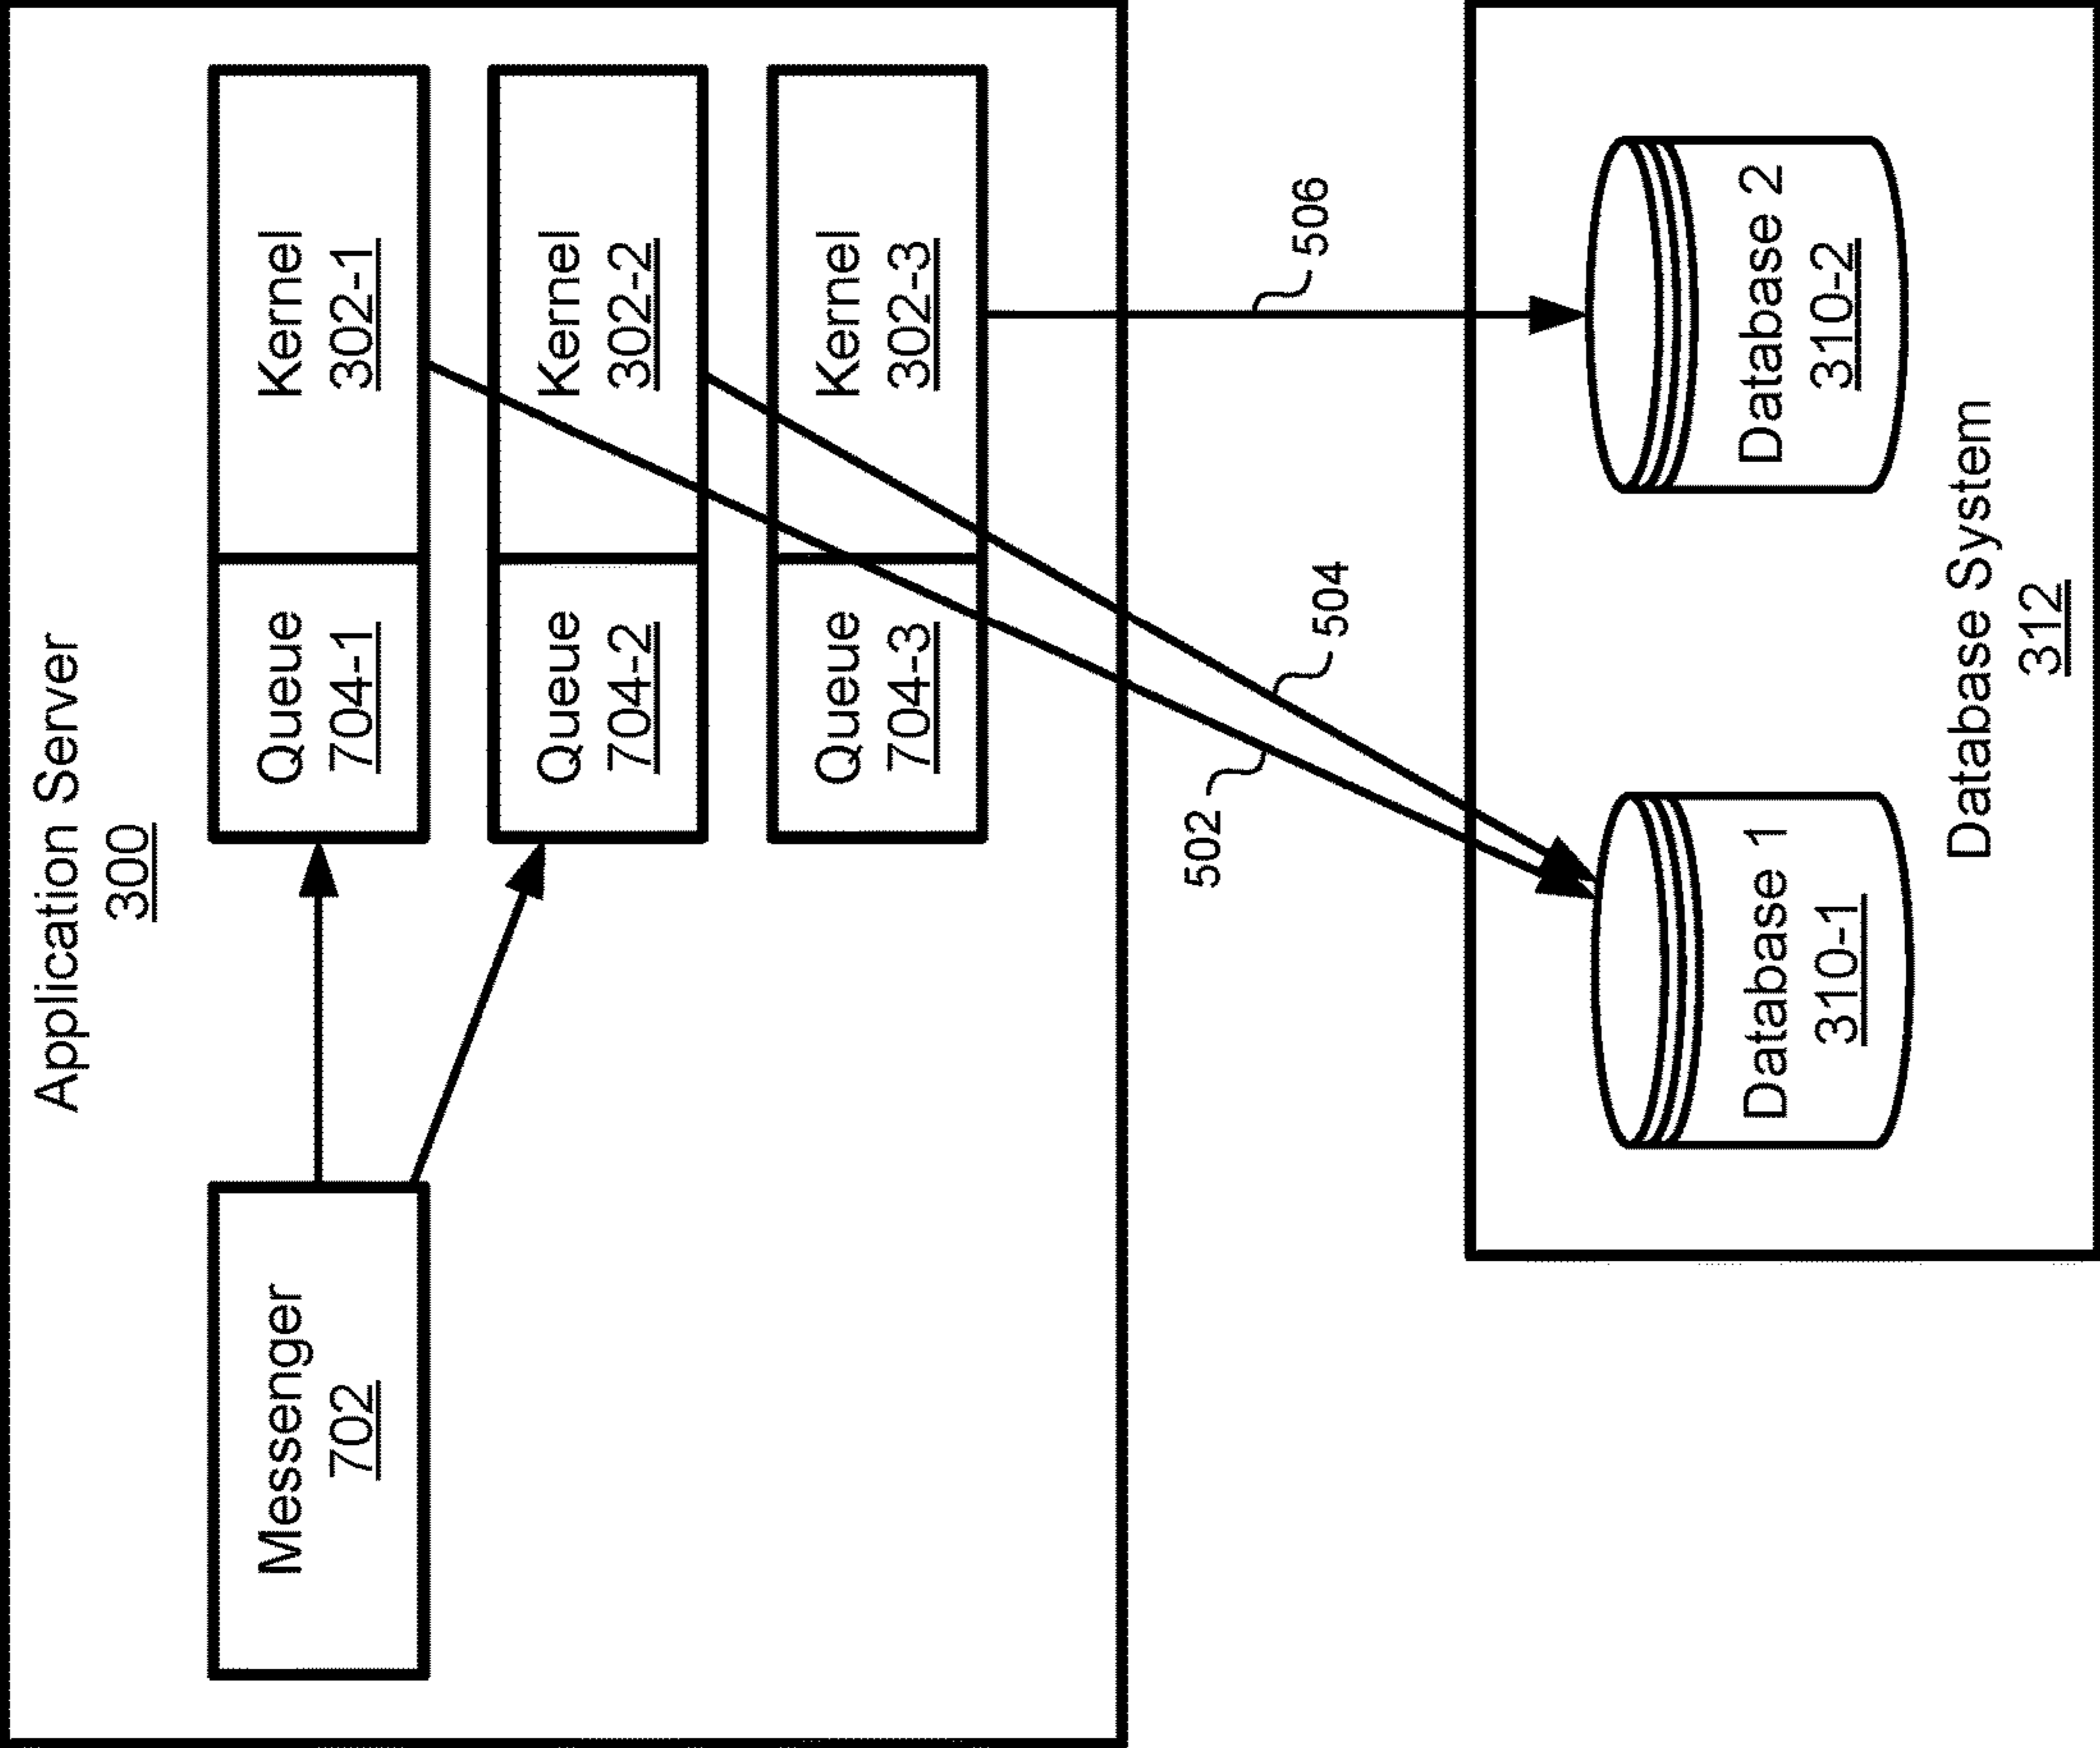 Application Server
300
Messenger
702
Queue
704-1
Kernel
302-1
Queue
704-2
Kernel
302-2
Queue
704-3
Kernel
302-3
502
504
506
Database 1
310-1
Database 2
310-2
Database System
312